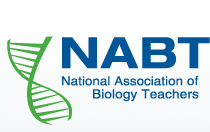 NABT
National Association of
Biology Teachers